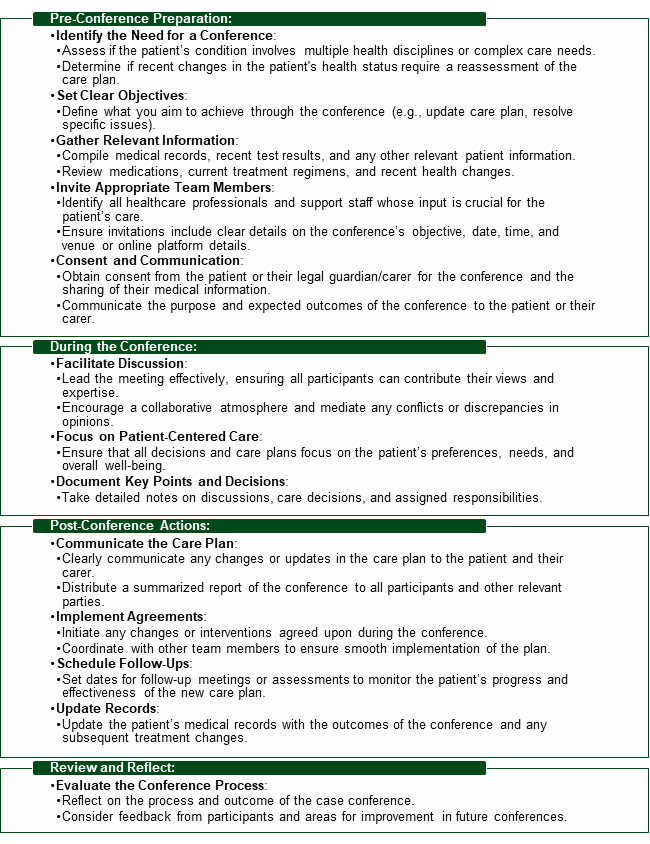 Pre-Conference Preparation:
•Identify the Need for a Conference:
•Assess if the patient’s condition involves multiple health disciplines or complex care needs.
•Determine if recent changes in the patient's health status require a reassessment of the
care plan.
•Set Clear Objectives:
•Define what you aim to achieve through the conference (e.g., update care plan, resolve
specific issues).
•Gather Relevant Information:
•Compile medical records, recent test results, and any other relevant patient information.
•Review medications, current treatment regimens, and recent health changes.
•Invite Appropriate Team Members:
•Identify all healthcare professionals and support staff whose input is crucial for the
patient’s care.
•Ensure invitations include clear details on the conference’s objective, date, time, and
venue or online platform details.
•Consent and Communication:
•Obtain consent from the patient or their legal guardian/carer for the conference and the
sharing of their medical information.
•Communicate the purpose and expected outcomes of the conference to the patient or their
carer.
During the Conference:
•Facilitate Discussion:
•Lead the meeting effectively, ensuring all participants can contribute their views and
expertise.
•Encourage a collaborative atmosphere and mediate any conflicts or discrepancies in
opinions.
•Focus on Patient-Centered Care:
•Ensure that all decisions and care plans focus on the patient’s preferences, needs, and
overall well-being.
•Document Key Points and Decisions:
•Take detailed notes on discussions, care decisions, and assigned responsibilities.
Post-Conference Actions:
•Communicate the Care Plan:
•Clearly communicate any changes or updates in the care plan to the patient and their
carer.
•Distribute a summarized report of the conference to all participants and other relevant
parties.
•Implement Agreements:
•Initiate any changes or interventions agreed upon during the conference.
•Coordinate with other team members to ensure smooth implementation of the plan.
•Schedule Follow-Ups:
•Set dates for follow-up meetings or assessments to monitor the patient’s progress and
effectiveness of the new care plan.
•Update Records:
•Update the patient’s medical records with the outcomes of the conference and any
subsequent treatment changes.
Review and Reflect:
•Evaluate the Conference Process:
•Reflect on the process and outcome of the case conference.
•Consider feedback from participants and areas for improvement in future conferences.